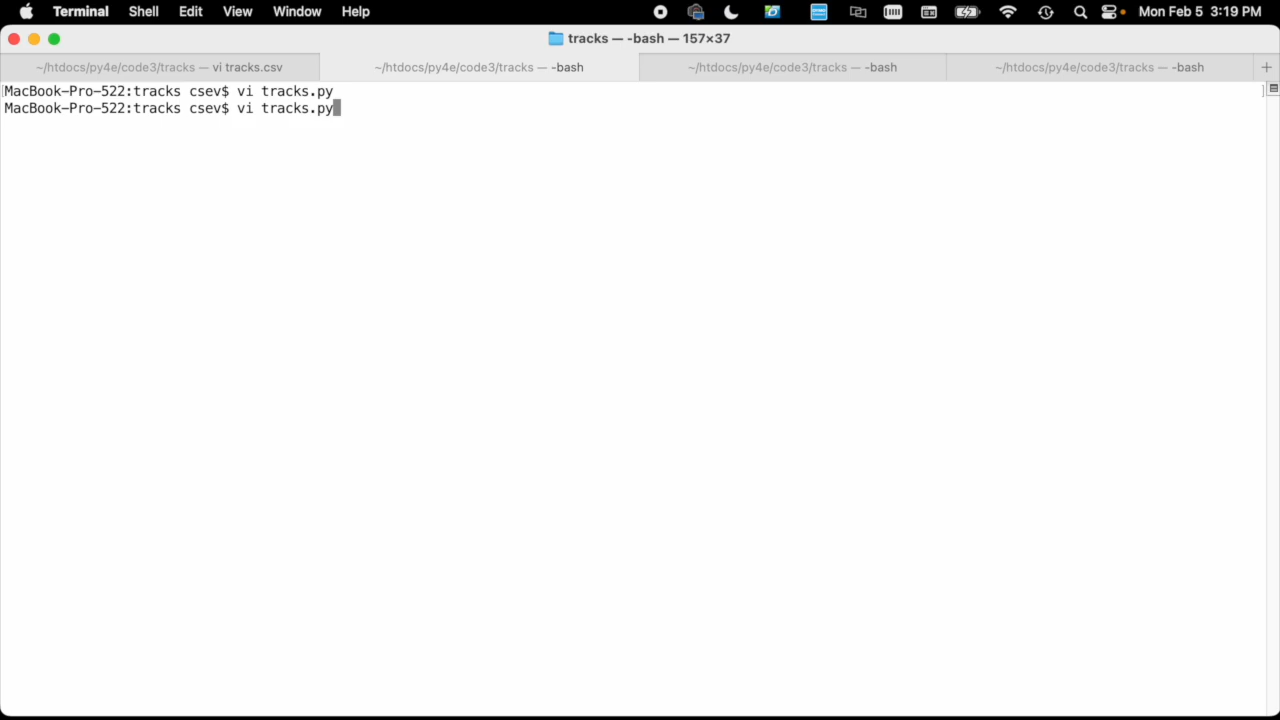 Terminal Shell Edit View Window Help Mon Feb 5 3:19 PM
tracks — -bash — 157×37
~/htdocs/py4e/code3/tracks — vi tracks.csv ~/htdocs/py4e/code3/tracks — -bash ~/htdocs/py4e/code3/tracks — -bash ~/htdocs/py4e/code3/tracks — -bash +
[MacBook-Pro-522:tracks csev$ vi tracks.py ]
MacBook-Pro-522:tracks csev$ vi tracks.py